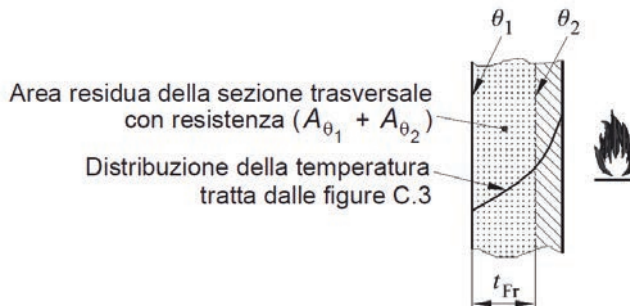 θ1 θ2
Area residua della sezione trasversale
con resistenza (Aθ1 + Aθ2)
Distribuzione della temperatura
tratta dalle figure C.3
tFr